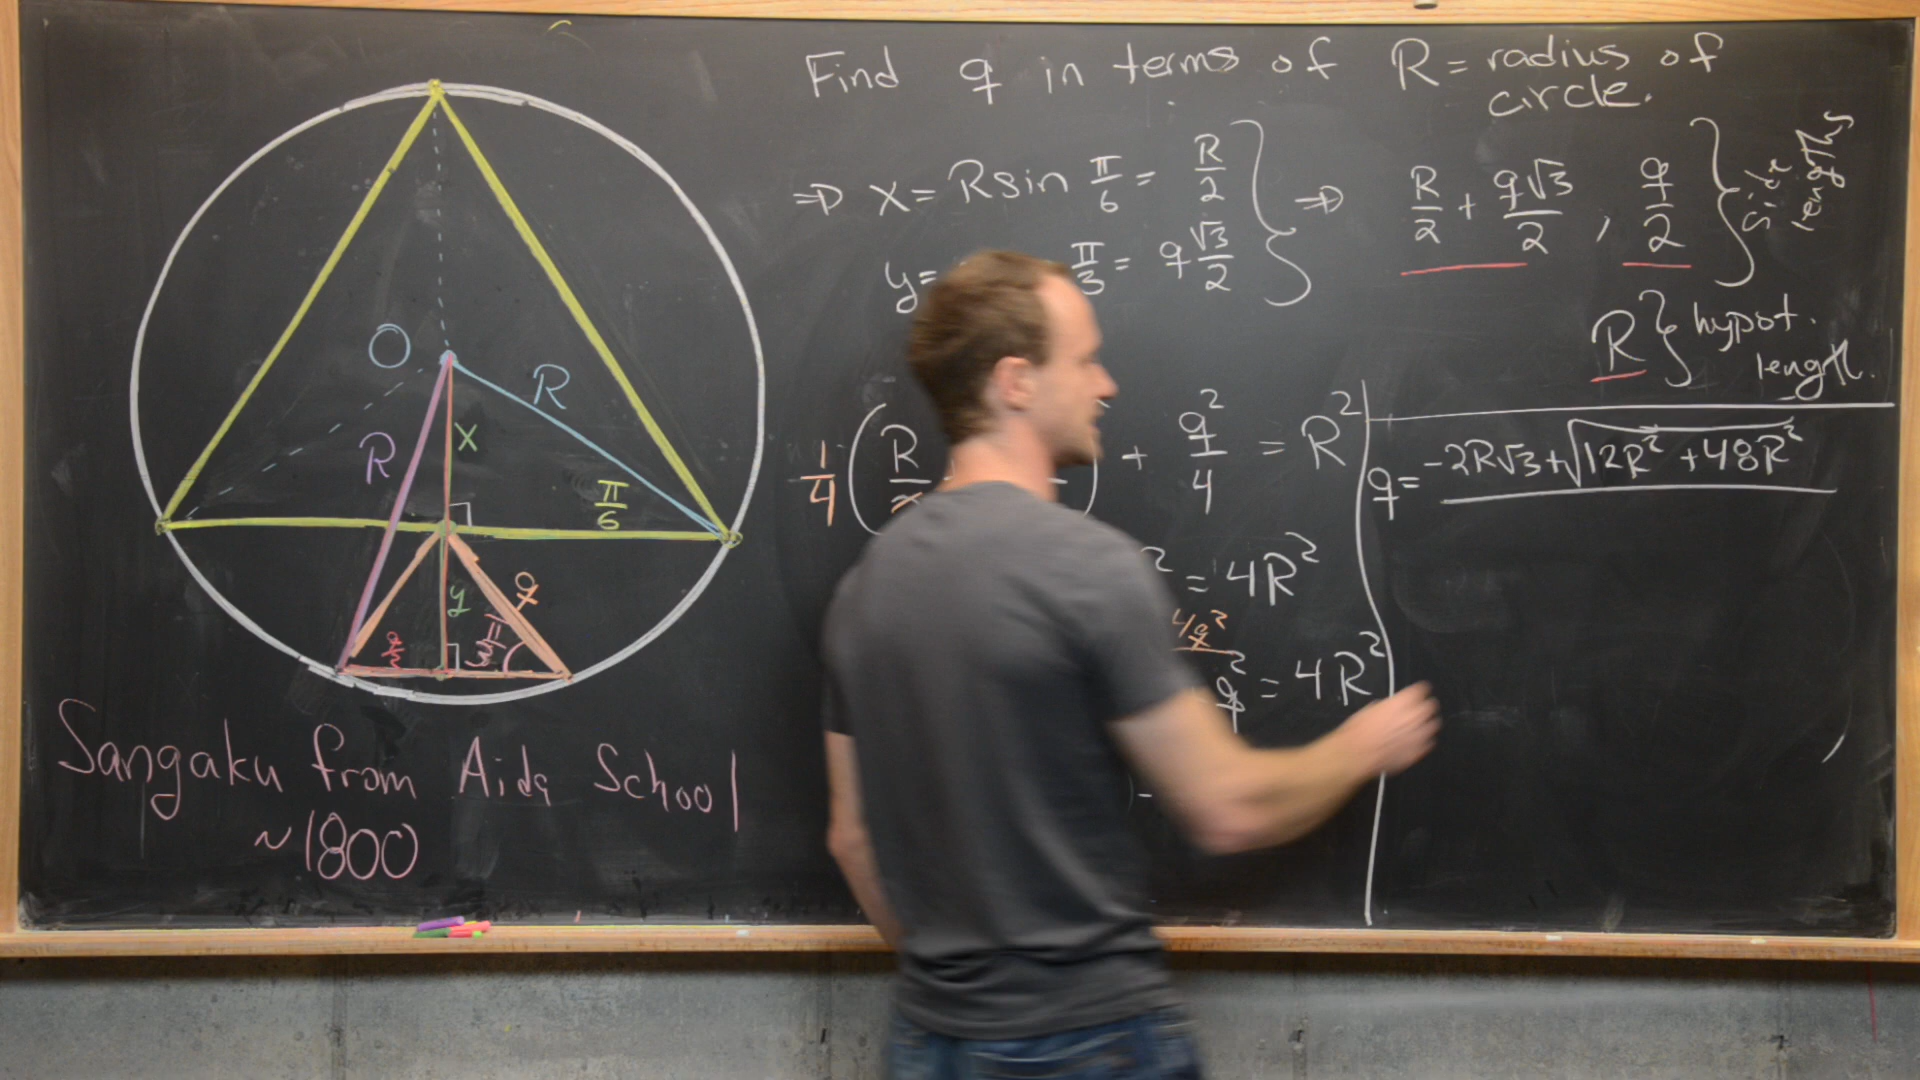 Find q in terms of R = radius of circle.
⇒ x = R sin π/6 = R/2
y= π/3 = q √3/2
⇒ R/2 + q√3/2 , q/2 } side lengths
R } hypot. length.
1/4 ( R + q²/4 = R²
² = 4R²
4q²
q² = 4R²
q = -2R√3+√12R² +48R²
O
R
x
R
π/6
y
q
q/2
π/3
Sangaku from Aida School
~1800